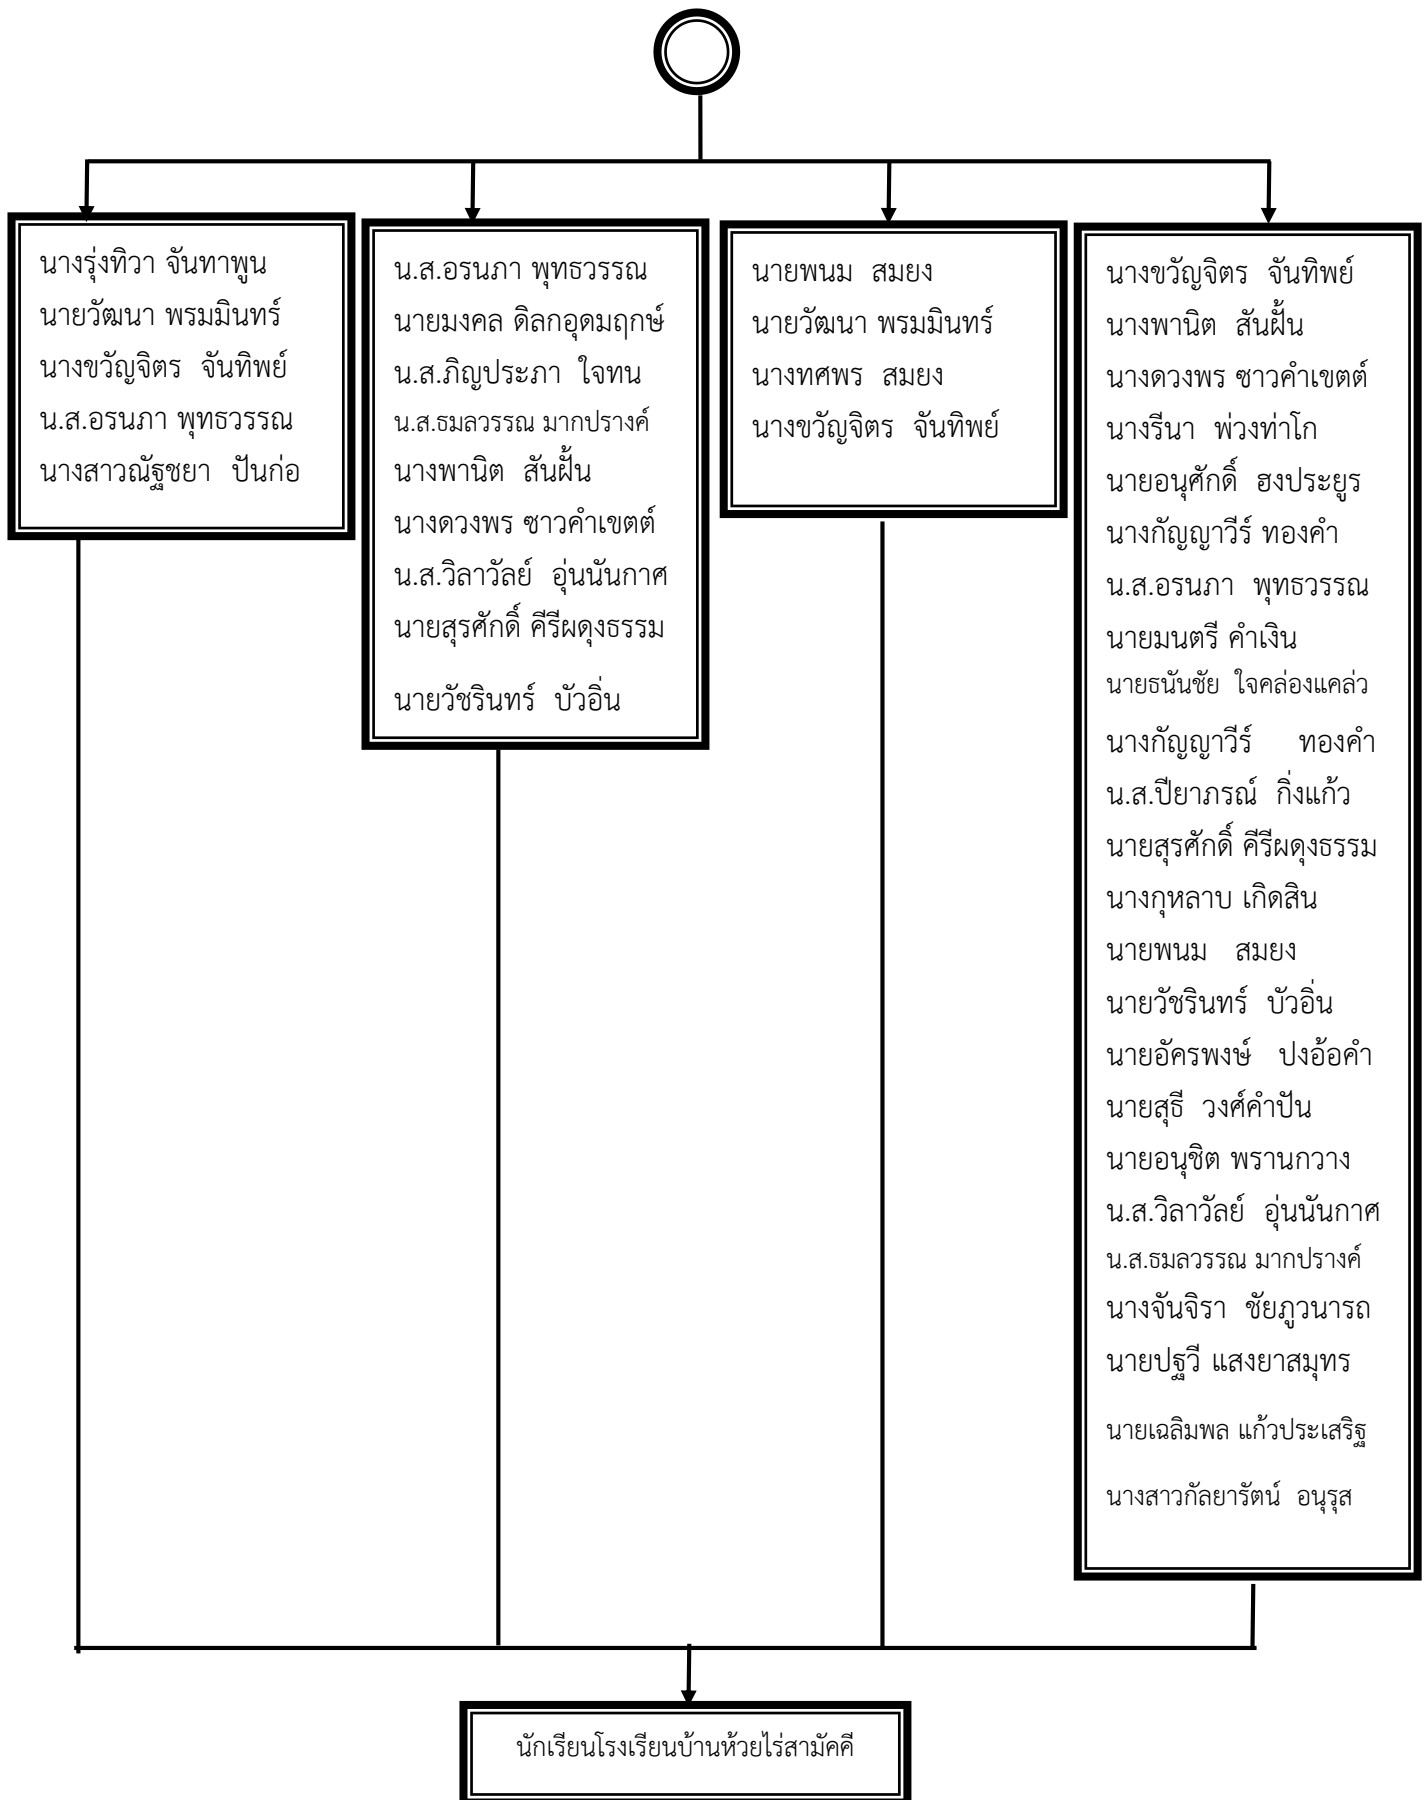 นางรุ่งทิวา จันทาพูน
นายวัฒนา พรมมินทร์
นางขวัญจิตร จันทิพย์
น.ส.อรนภา พุทธวรรณ
นางสาวณัฐชยา ปันก่อ
น.ส.อรนภา พุทธวรรณ
นายมงคล ดิลกอุดมฤกษ์
น.ส.ภิญประภา ใจทน
น.ส.ธมลวรรณ มากปรางค์
นางพานิต สันฝั้น
นางดวงพร ซาวคำเขตต์
น.ส.วิลาวัลย์ อุ่นนันกาศ
นายสุรศักดิ์ คีรีผดุงธรรม
นายวัชรินทร์ บัวอิ่น
นายพนม สมยง
นายวัฒนา พรมมินทร์
นางทศพร สมยง
นางขวัญจิตร จันทิพย์
นางขวัญจิตร จันทิพย์
นางพานิต สันฝั้น
นางดวงพร ซาวคำเขตต์
นางรีนา พ่วงท่าโก
นายอนุศักดิ์ ฮงประยูร
นางกัญญาวีร์ ทองคำ
น.ส.อรนภา พุทธวรรณ
นายมนตรี คำเงิน
นายธนันชัย ใจคล่องแคล่ว
นางกัญญาวีร์ ทองคำ
น.ส.ปียาภรณ์ กิ่งแก้ว
นายสุรศักดิ์ คีรีผดุงธรรม
นางกุหลาบ เกิดสิน
นายพนม สมยง
นายวัชรินทร์ บัวอิ่น
นายอัครพงษ์ ปงอ้อคำ
นายสุธี วงศ์คำปัน
นายอนุชิต พรานกวาง
น.ส.วิลาวัลย์ อุ่นนันกาศ
น.ส.ธมลวรรณ มากปรางค์
นางจันจิรา ชัยภูวนารถ
นายปฐวี แสงยาสมุทร
นายเฉลิมพล แก้วประเสริฐ
นางสาวกัลยารัตน์ อนุรุส
นักเรียนโรงเรียนบ้านห้วยไร่สามัคคี